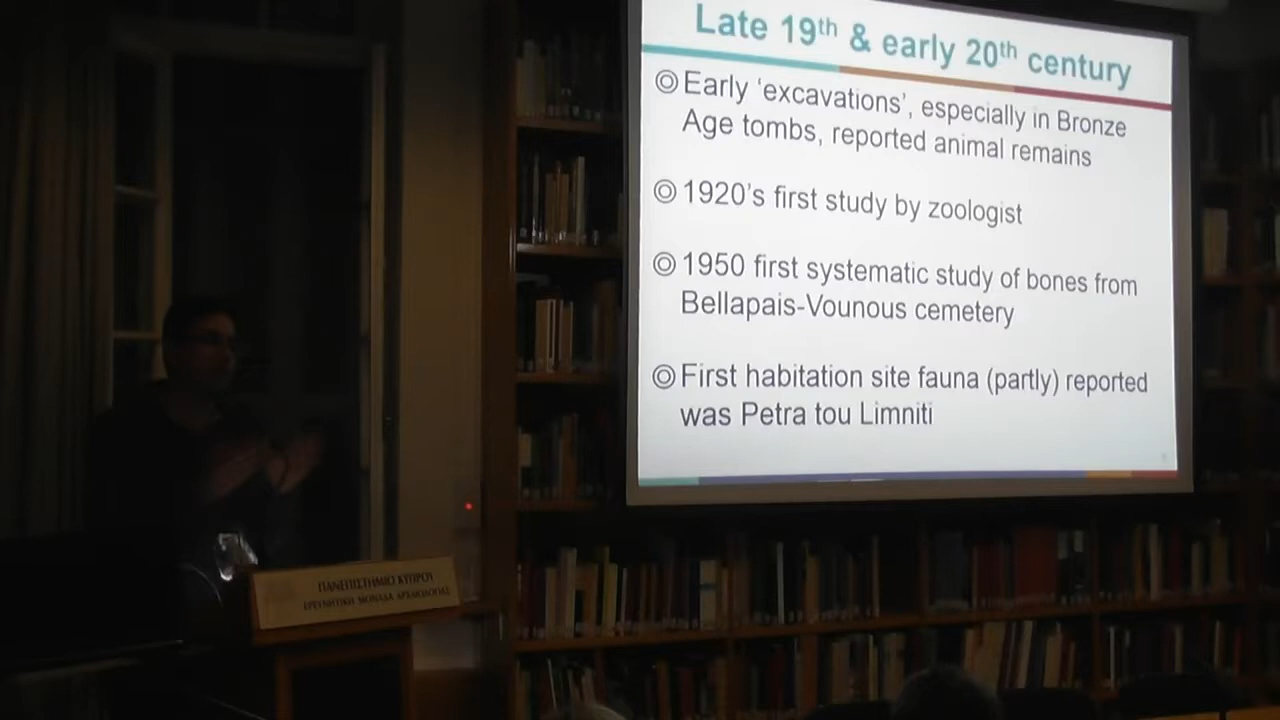 Late 19th & early 20th century
Early ‘excavations’, especially in Bronze
Age tombs, reported animal remains
1920’s first study by zoologist
1950 first systematic study of bones from
Bellapais-Vounous cemetery
First habitation site fauna (partly) reported
was Petra tou Limniti
ΠΑΝΕΠΙΣΤΗΜΙΟ ΚΥΠΡΟΥ
ΕΡΕΥΝΗΤΙΚΗ ΜΟΝΑΔΑ ΑΡΧΑΙΟΛΟΓΙΑΣ